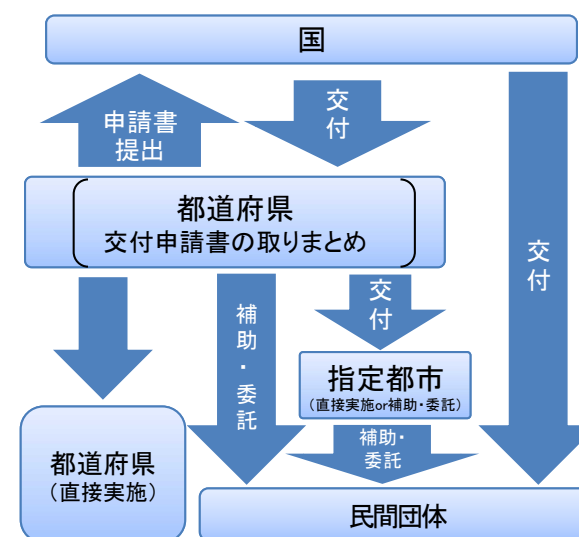 国
申請書
提出
交
付
都道府県
交付申請書の取りまとめ
交
付
補
助
・
委
託
交
付
指定都市
（直接実施or補助・委託）
補助・
委託
都道府県
（直接実施）
民間団体